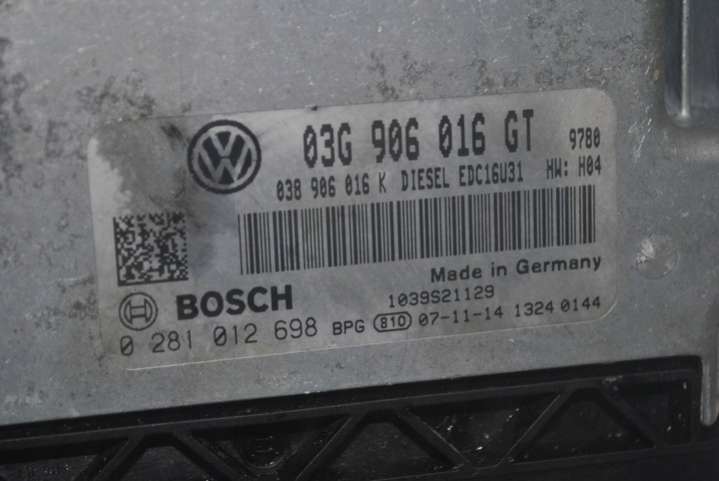 03G 906 016 GT 9780
038 906 016 K DIESEL EDC16U31 HW: H04
Made in Germany
BOSCH 1039S21129
0 281 012 698 BPG 810 07-11-14 1324 0144